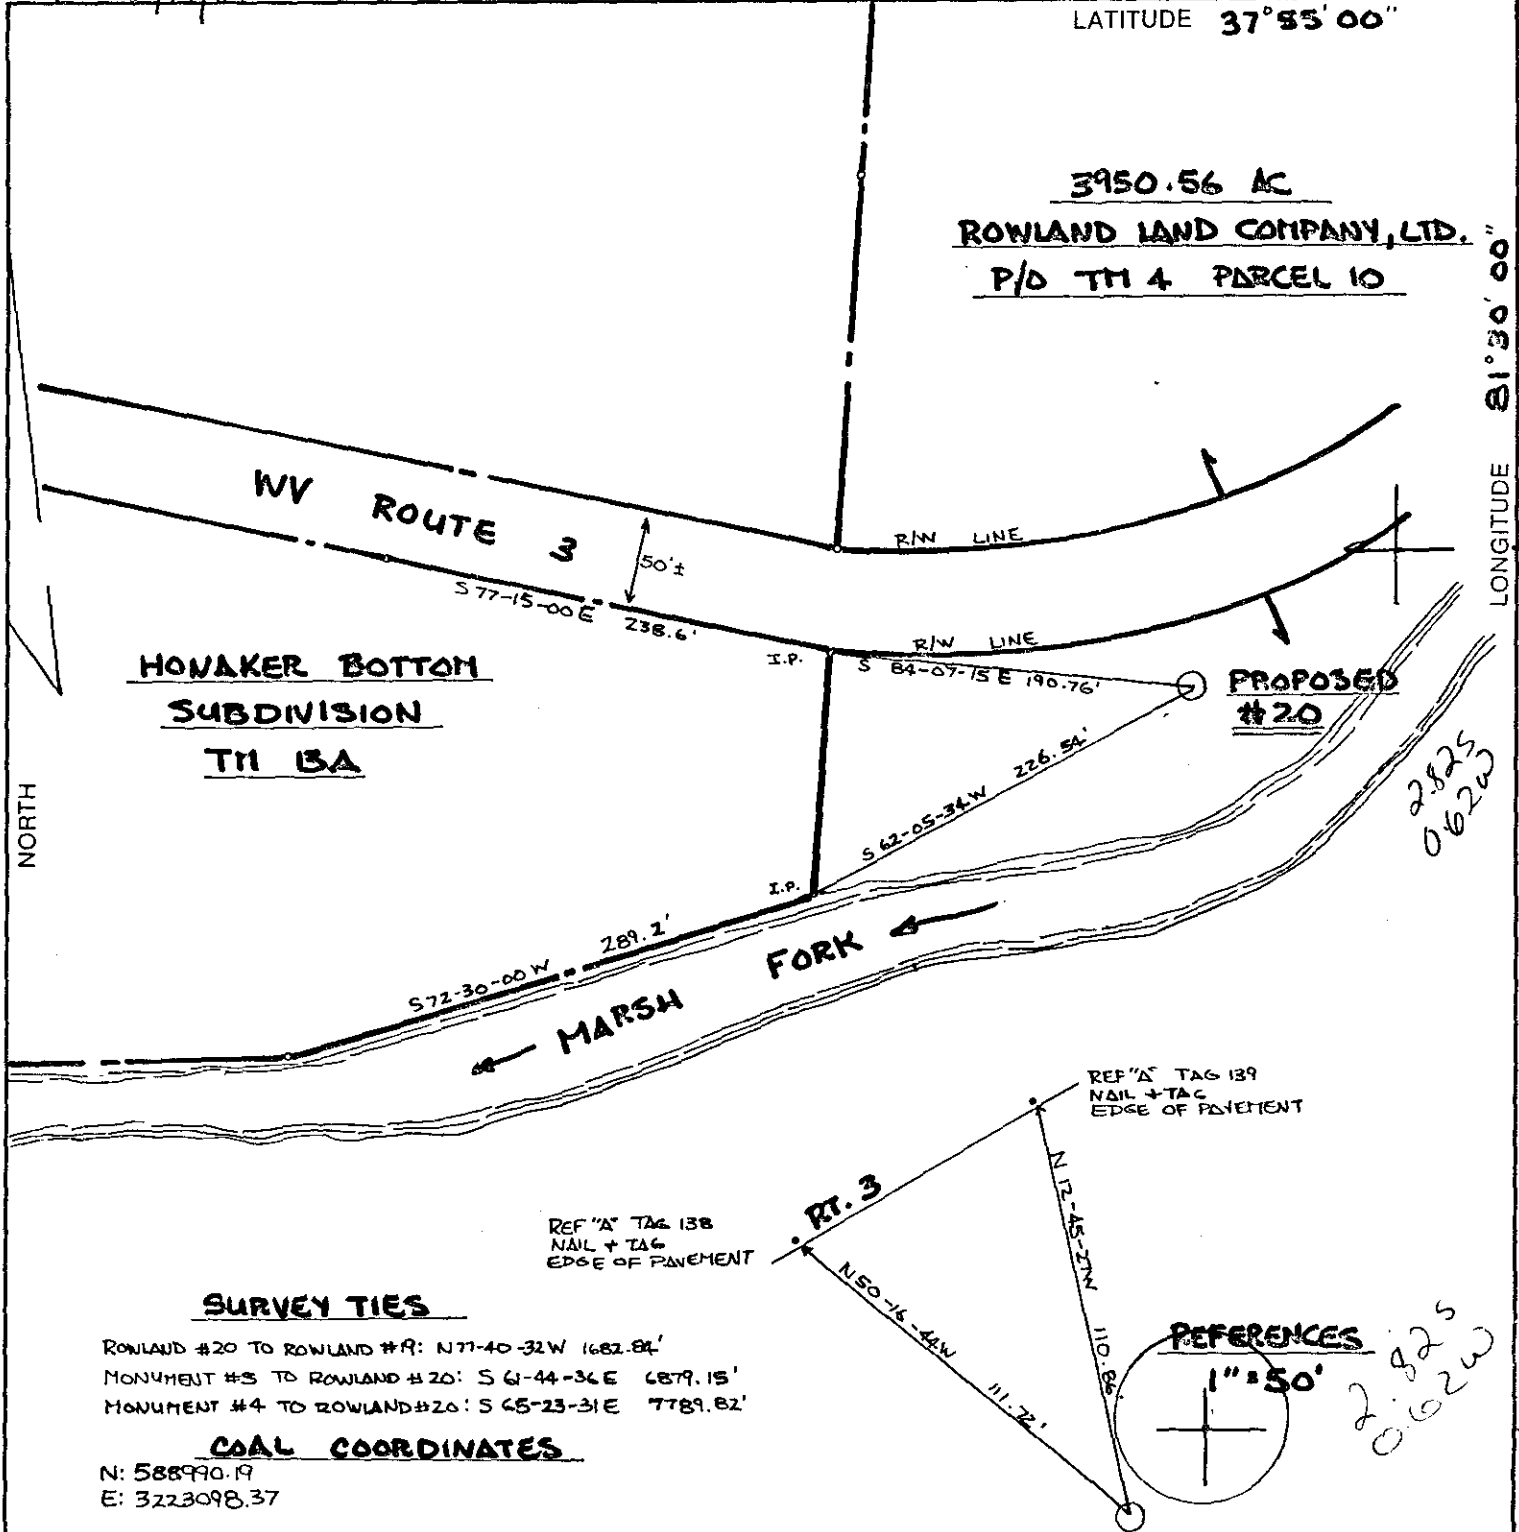 LATITUDE 37°55'00"
3950.56 AC
ROWLAND LAND COMPANY, LTD.
P/O TM 4 PARCEL 10
LONGITUDE 81°30'00"
WV ROUTE 3
50'±
R/W LINE
S 77-15-00 E 238.6'
R/W LINE
I.P.
S 84-07-15 E 190.76'
HONAKER BOTTOM
SUBDIVISION
TM 13A
PROPOSED
#20
NORTH
S 62-05-34 W 226.54'
2.82S
0.62W
I.P.
S 72-30-00 W 289.2'
MARSH FORK
REF "A" TAG 139
NAIL + TAG
EDGE OF PAVEMENT
RT. 3
REF "A" TAG 138
NAIL + TAG
EDGE OF PAVEMENT
N 12-45-27W 110.86'
N 50-16-44W 111.72'
SURVEY TIES
ROWLAND #20 TO ROWLAND #19: N77-40-32W 1682.84'
MONUMENT #3 TO ROWLAND #20: S 61-44-36 E 6879.15'
MONUMENT #4 TO ROWLAND #20: S 65-23-31 E 7789.82'
COAL COORDINATES
N: 588990.19
E: 3223098.37
REFERENCES
1" = 50'
2.82S
0.62W